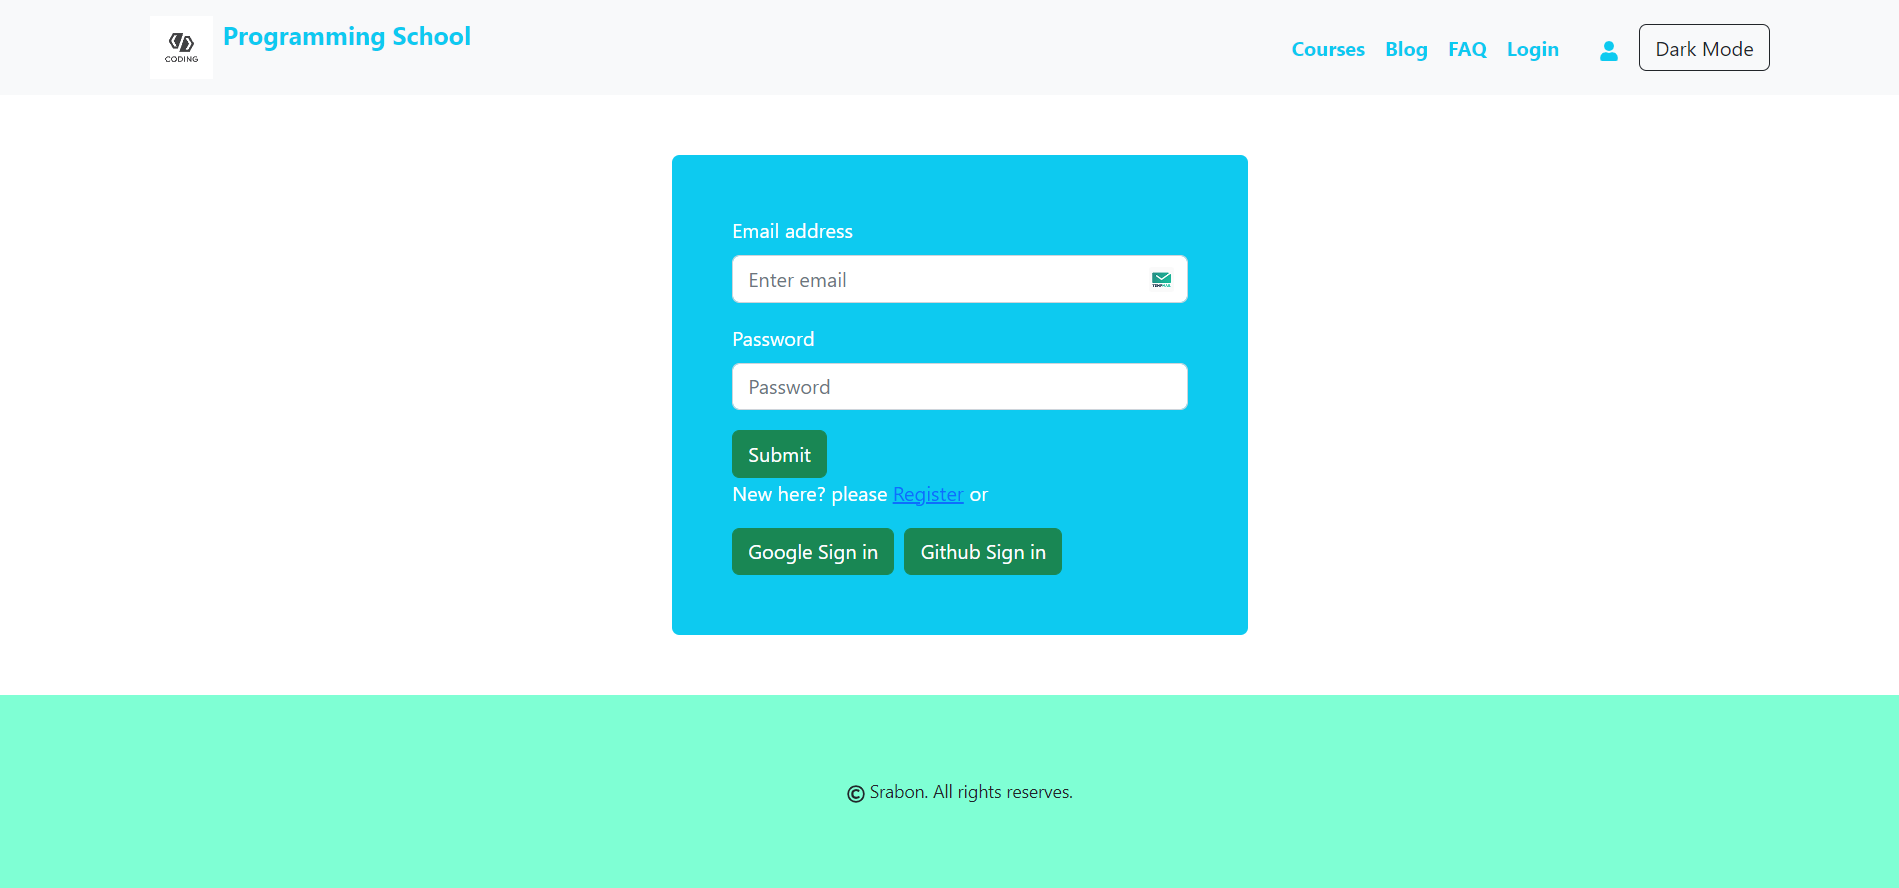 CODING
Programming School
Courses Blog FAQ Login Dark Mode
Email address
Enter email
Password
Password
Submit
New here? please Register or
Google Sign in Github Sign in
© Srabon. All rights reserves.